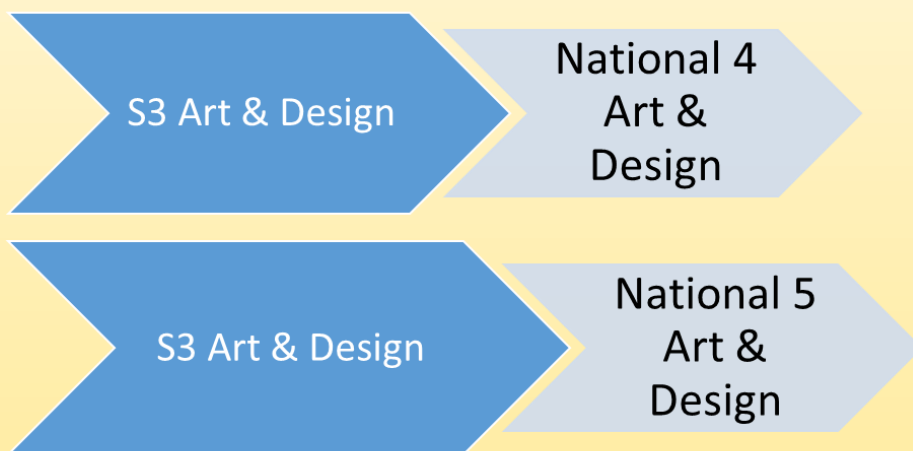 S3 Art & Design
National 4
Art &
Design
S3 Art & Design
National 5
Art &
Design